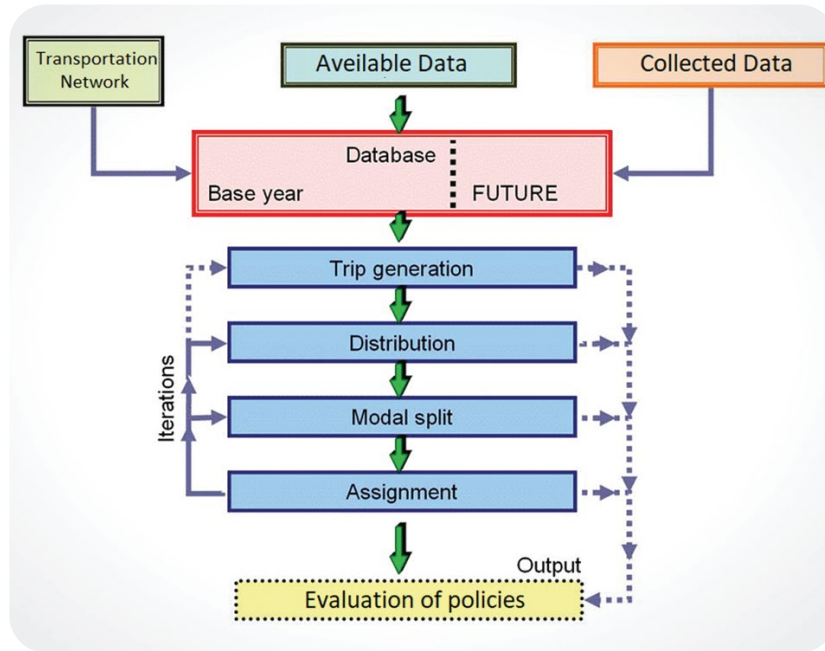 Transportation
Network
Available Data
Collected Data
Database
Base year
FUTURE
Trip generation
Distribution
Modal split
Assignment
Iterations
Output
Evaluation of policies